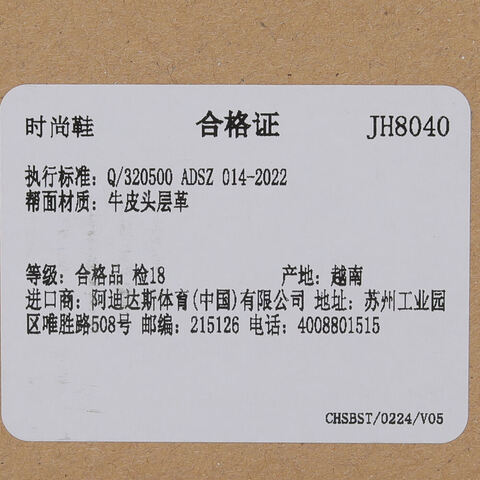 时尚鞋 合格证 JH8040
执行标准: Q/320500 ADSZ 014-2022
帮面材质: 牛皮头层革
等级: 合格品 检18 产地: 越南
进口商: 阿迪达斯体育(中国)有限公司 地址: 苏州工业园
区唯胜路508号 邮编: 215126 电话: 4008801515
CHSBST/0224/V05